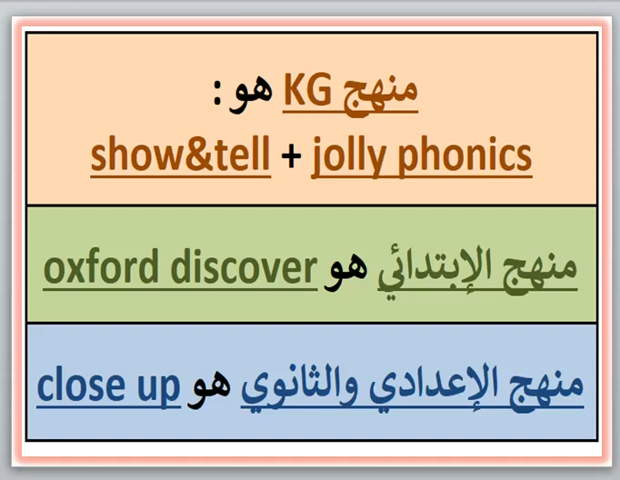 منهج KG هو :
show&tell + jolly phonics
منهج الإبتدائي هو oxford discover
منهج الإعدادي والثانوي هو close up